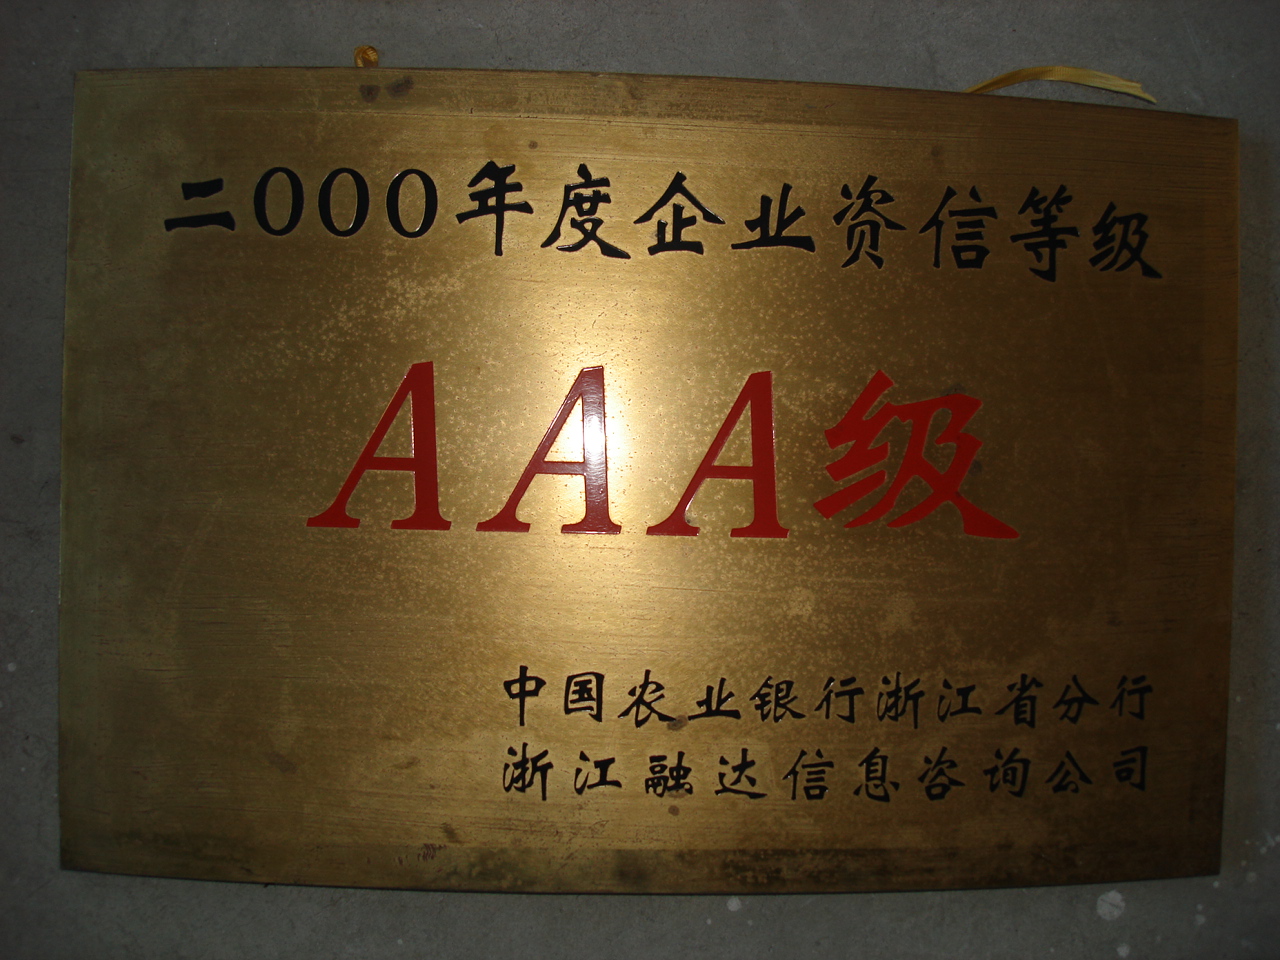 二000年度企业资信等级
AAA级
中国农业银行浙江省分行
浙江融达信息咨询公司